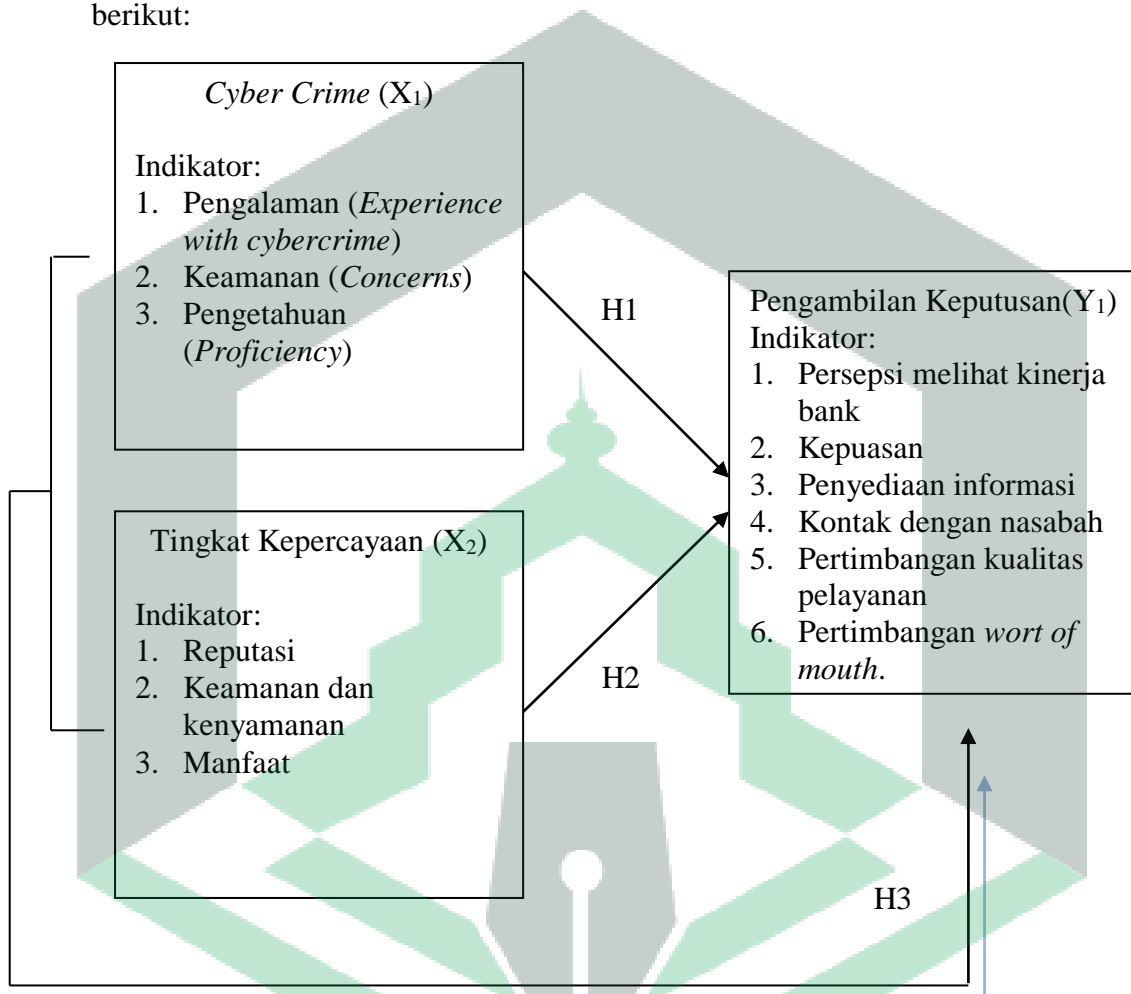 berikut:
Cyber Crime (X₁)
Indikator:
1. Pengalaman (Experience
with cybercrime)
2. Keamanan (Concerns)
3. Pengetahuan
(Proficiency)
H1
Tingkat Kepercayaan (X₂)
Indikator:
1. Reputasi
2. Keamanan dan
kenyamanan
3. Manfaat
H2
Pengambilan Keputusan(Y₁)
Indikator:
1. Persepsi melihat kinerja
bank
2. Kepuasan
3. Penyediaan informasi
4. Kontak dengan nasabah
5. Pertimbangan kualitas
pelayanan
6. Pertimbangan wort of
mouth.
H3